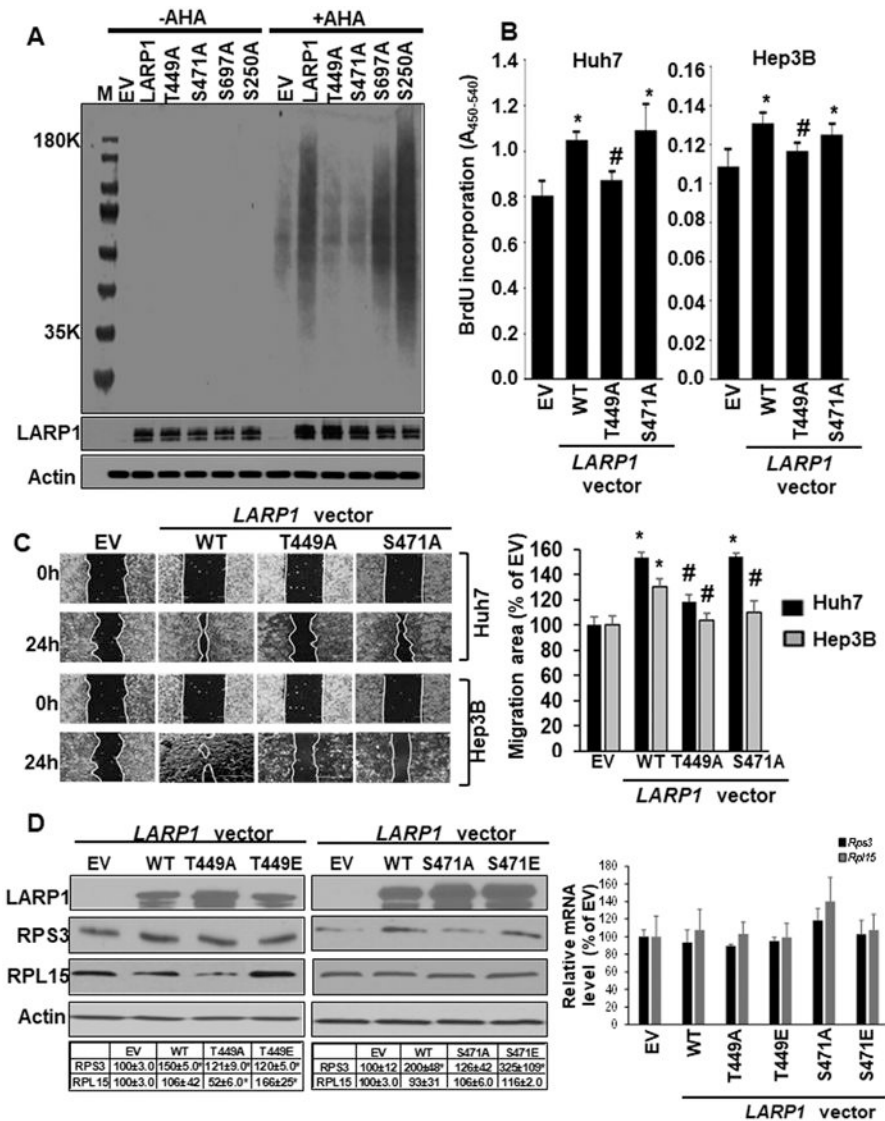 A
-AHA +AHA
M EV LARP1 T449A S471A S697A S250A EV LARP1 T449A S471A S697A S250A
180K
35K
LARP1
Actin
B
Huh7 Hep3B
BrdU incorporation (A450-540)
1.4
1.2
1.0
0.8
0.6
0.4
0.2
0.0
* # *
EV WT T449A S471A
LARP1
vector
0.16
0.14
0.12
0.1
0.08
0.06
0.04
0.02
0.00
* # *
EV WT T449A S471A
LARP1
vector
C
LARP1 vector
EV WT T449A S471A
0h
24h
Huh7
0h
24h
Hep3B
Migration area (% of EV)
160
140
120
100
80
60
40
20
0
* * # # * #
Huh7
Hep3B
EV WT T449A S471A
LARP1 vector
D
LARP1 vector
EV WT T449A T449E
LARP1 vector
EV WT S471A S471E
LARP1
RPS3
RPL15
Actin
EV WT T449A T449E
RPS3 100±3.0 150±5.0* 121±9.0* 120±5.0*
RPL15 100±3.0 106±42 52±6.0* 166±25*
EV WT S471A S471E
RPS3 100±12 200±48* 126±42 325±109*
RPL15 100±3.0 93±31 106±6.0 116±2.0
Rps3
Rpl15
Relative mRNA
level (% of EV)
180
160
140
120
100
80
60
40
20
0
EV WT T449A T449E S471A S471E
LARP1 vector